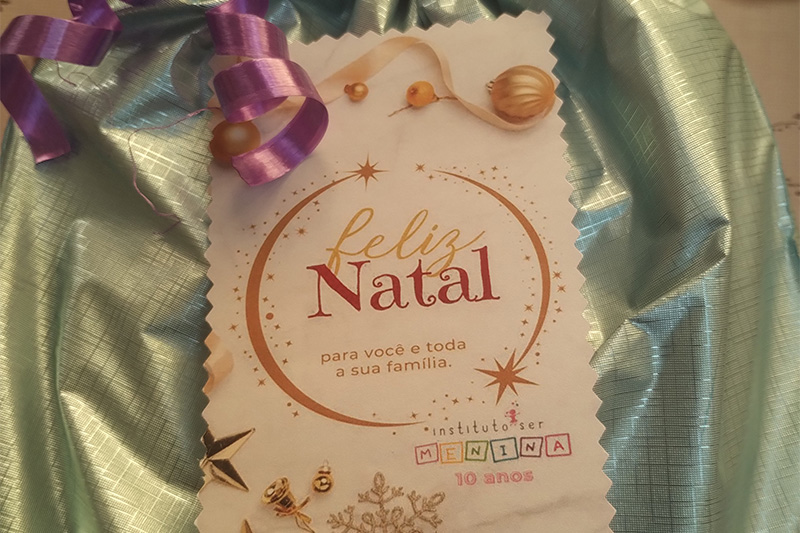 feliz
Natal
para você e toda
a sua família.
instituto ser
MENINA
10 anos